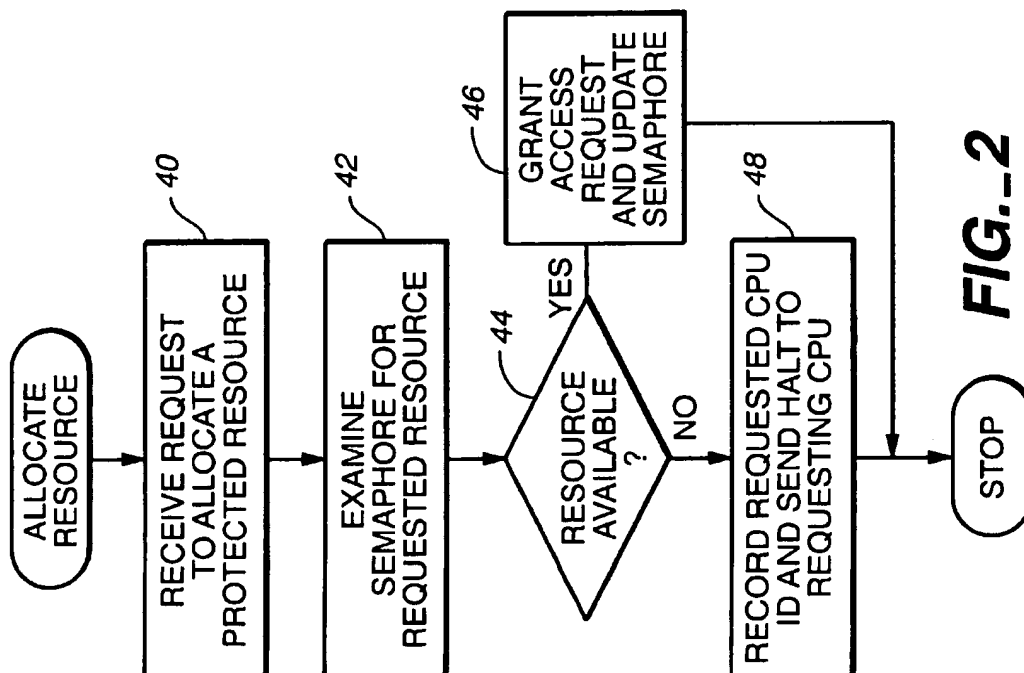 ALLOCATE
RESOURCE
40
RECEIVE REQUEST
TO ALLOCATE A
PROTECTED RESOURCE
42
EXAMINE
SEMAPHORE FOR
REQUESTED RESOURCE
44
RESOURCE
AVAILABLE
?
YES
NO
46
GRANT
ACCESS
REQUEST
AND UPDATE
SEMAPHORE
48
RECORD REQUESTED CPU
ID AND SEND HALT TO
REQUESTING CPU
STOP
FIG._2